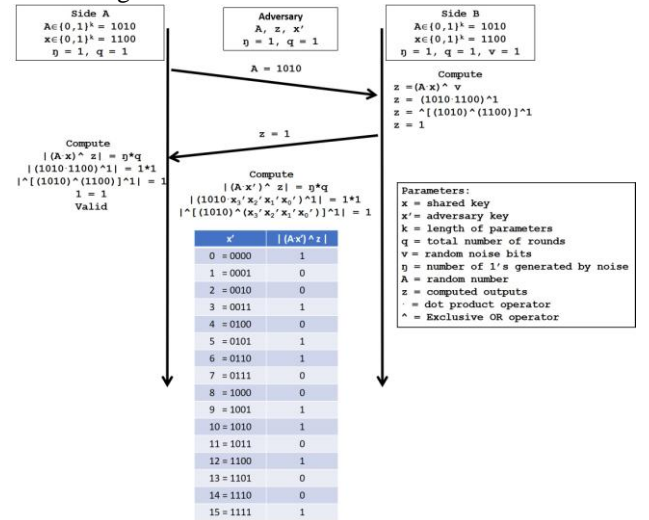 Side A
A∈{0,1}ᵏ = 1010
x∈{0,1}ᵏ = 1100
ŋ = 1, q = 1
Adversary
A, z, x’
ŋ = 1, q = 1
Side B
A∈{0,1}ᵏ = 1010
x∈{0,1}ᵏ = 1100
ŋ = 1, q = 1, v = 1
A = 1010
Compute
z =(A·x)^ v
z = (1010·1100)^1
z = ^[(1010)^(1100)]^1
z = 1
z = 1
Compute
|(A·x)^ z| = ŋ*q
|(1010·1100)^1| = 1*1
|^[(1010)^(1100)]^1| = 1
1 = 1
Valid
Compute
|(A·x’)^ z| = ŋ*q
|(1010·x₃’x₂’x₁’x₀’)^1| = 1*1
|^[(1010)^(x₃’x₂’x₁’x₀’)]^1| = 1
Parameters:
x = shared key
x’= adversary key
k = length of parameters
q = total number of rounds
v = random noise bits
ŋ = number of 1’s generated by noise
A = random number
z = computed outputs
· = dot product operator
^ = Exclusive OR operator
x’ |(A·x’) ^ z |
0 = 0000 1
1 = 0001 0
2 = 0010 0
3 = 0011 1
4 = 0100 0
5 = 0101 1
6 = 0110 1
7 = 0111 0
8 = 1000 0
9 = 1001 1
10 = 1010 1
11 = 1011 0
12 = 1100 1
13 = 1101 0
14 = 1110 0
15 = 1111 1